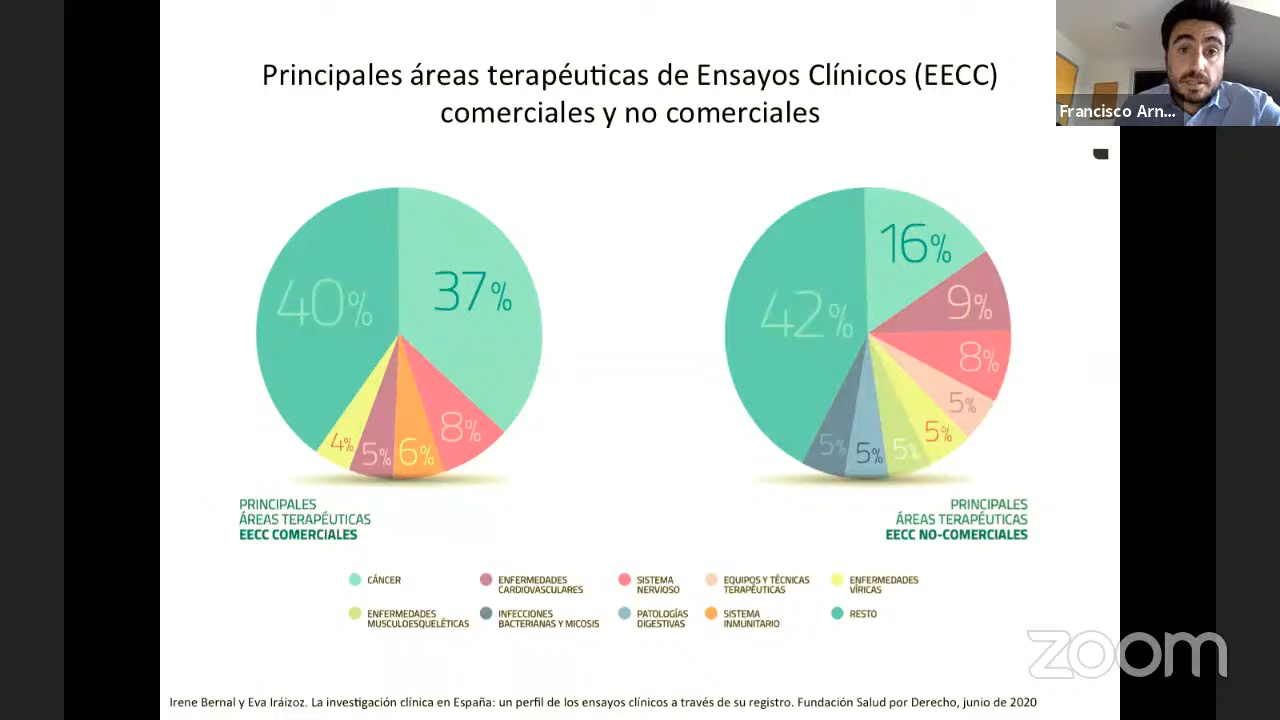 Principales áreas terapéuticas de Ensayos Clínicos (EECC)
comerciales y no comerciales
Francisco Arn...
40%
37%
8%
6%
5%
4%
42%
16%
9%
8%
5%
5%
5%
5%
5%
PRINCIPALES
ÁREAS TERAPÉUTICAS
EECC COMERCIALES
PRINCIPALES
ÁREAS TERAPÉUTICAS
EECC NO-COMERCIALES
CÁNCER
ENFERMEDADES
CARDIOVASCULARES
SISTEMA
NERVIOSO
EQUIPOS Y TÉCNICAS
TERAPÉUTICAS
ENFERMEDADES
VÍRICAS
ENFERMEDADES
MUSCULOESQUELÉTICAS
INFECCIONES
BACTERIANAS Y MICOSIS
PATOLOGÍAS
DIGESTIVAS
SISTEMA
INMUNITARIO
RESTO
zoom
Irene Bernal y Eva Iráizoz. La investigación clínica en España: un perfil de los ensayos clínicos a través de su registro. Fundación Salud por Derecho, junio de 2020